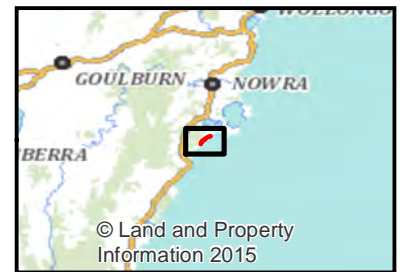 WOLLONGO
GOULBURN
NOWRA
BERRA
© Land and Property
Information 2015